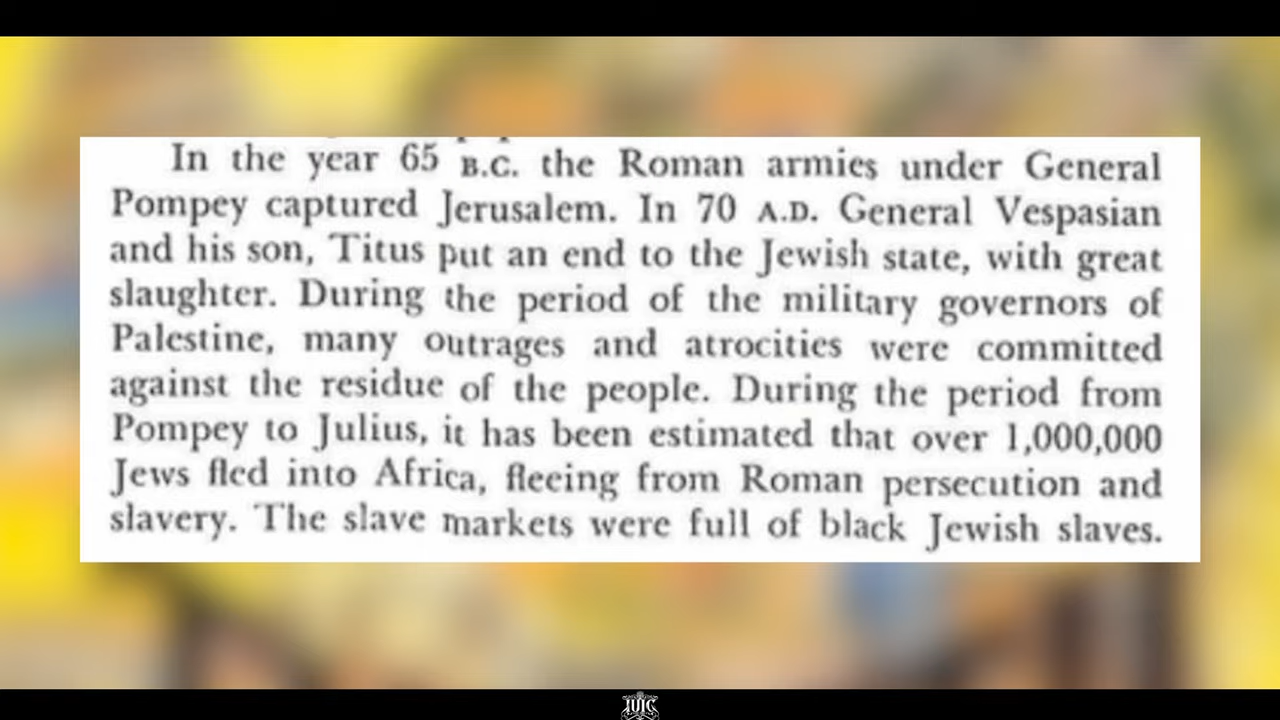 In the year 65 B.C. the Roman armies under General
Pompey captured Jerusalem. In 70 A.D. General Vespasian
and his son, Titus put an end to the Jewish state, with great
slaughter. During the period of the military governors of
Palestine, many outrages and atrocities were committed
against the residue of the people. During the period from
Pompey to Julius, it has been estimated that over 1,000,000
Jews fled into Africa, fleeing from Roman persecution and
slavery. The slave markets were full of black Jewish slaves.
IUIC